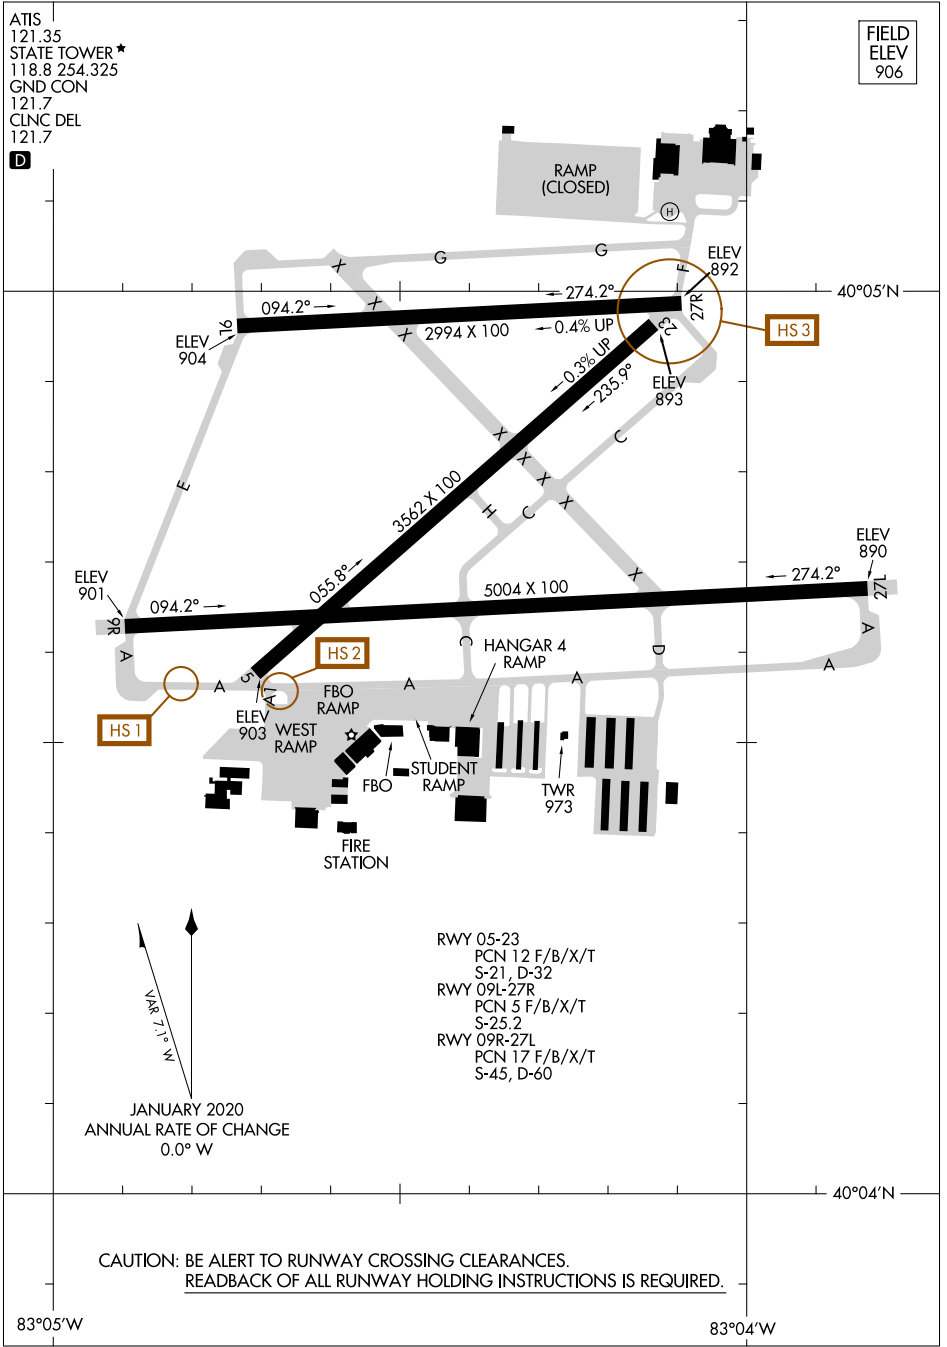 ATIS
121.35
STATE TOWER★
118.8 254.325
GND CON
121.7
CLNC DEL
121.7
D
FIELD
ELEV
906
RAMP
(CLOSED)
H
G
G
F
ELEV
892
40°05'N
X
X
X
094.2°
274.2°
27R
9L
2994 X 100
0.4% UP
ELEV
904
23
HS 3
0.3% UP
235.9°
ELEV
893
C
X
X
X
X
E
3562 X 100
H
C
ELEV
890
055.8°
X
ELEV
901
094.2°
5004 X 100
274.2°
27L
9R
A
C
D
A
HANGAR 4
RAMP
HS 2
A
5
A1
A
A
A
FBO
RAMP
HS 1
ELEV
903
WEST
RAMP
FBO
STUDENT
RAMP
TWR
973
FIRE
STATION
RWY 05-23
PCN 12 F/B/X/T
S-21, D-32
RWY 09L-27R
PCN 5 F/B/X/T
S-25.2
RWY 09R-27L
PCN 17 F/B/X/T
S-45, D-60
VAR 7.1° W
JANUARY 2020
ANNUAL RATE OF CHANGE
0.0° W
40°04'N
CAUTION: BE ALERT TO RUNWAY CROSSING CLEARANCES.
READBACK OF ALL RUNWAY HOLDING INSTRUCTIONS IS REQUIRED.
83°05'W
83°04'W